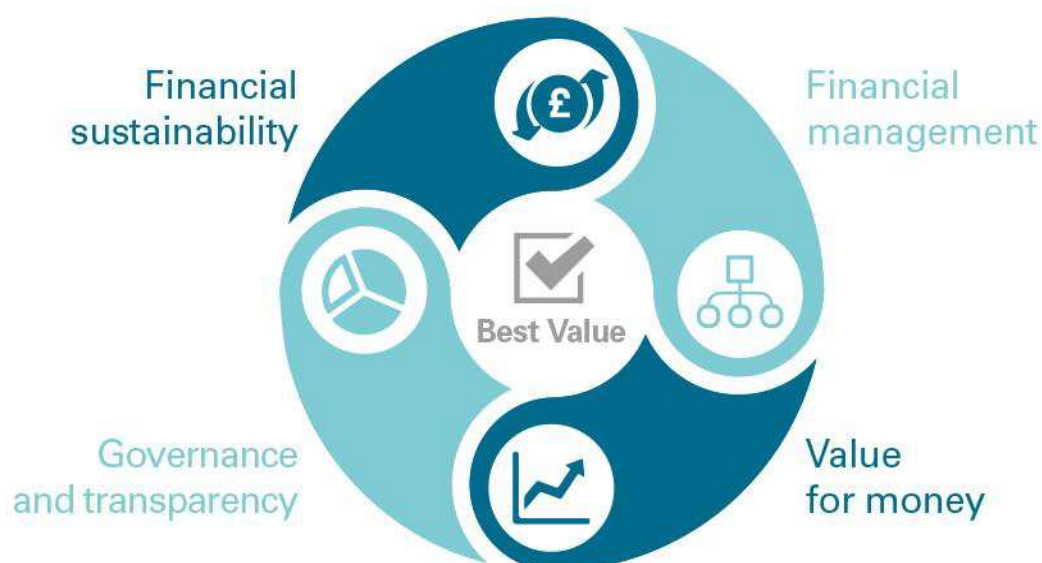 Financial
sustainability
Financial
management
£
Best Value
Governance
and transparency
Value
for money